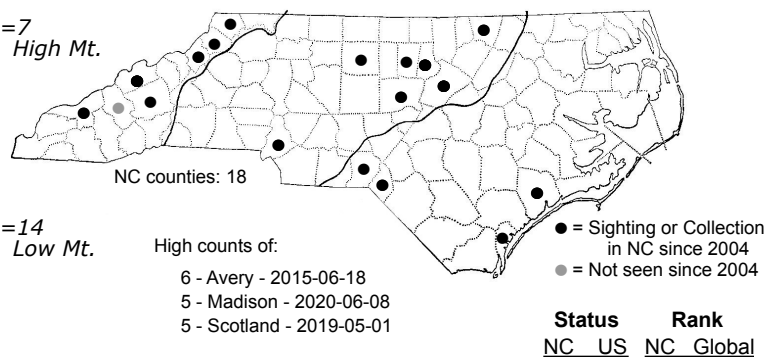 =7
High Mt.
NC counties: 18
=14
Low Mt.
High counts of:
6 - Avery - 2015-06-18
5 - Madison - 2020-06-08
5 - Scotland - 2019-05-01
= Sighting or Collection
in NC since 2004
= Not seen since 2004
Status Rank
NC US NC Global